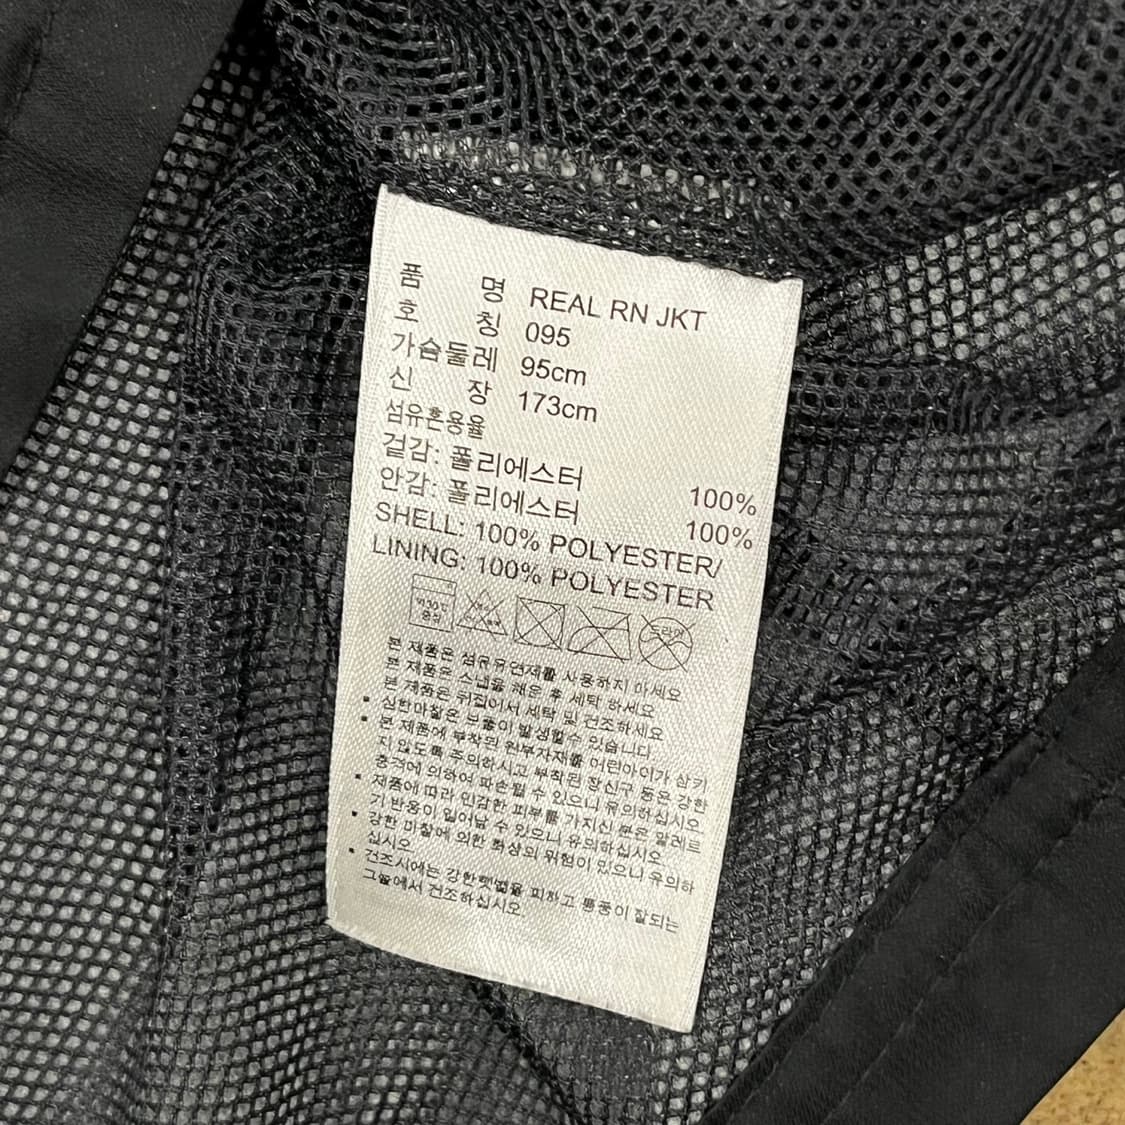 품 명 REAL RN JKT
호 칭 095
가슴둘레 95cm
신 장 173cm
섬유혼용율
겉감: 폴리에스터 100%
안감: 폴리에스터 100%
SHELL: 100% POLYESTER/
LINING: 100% POLYESTER
약30℃ 중성 드라이
본 제품은 섬유유연제를 사용하지 마세요
본 제품은 스냅을 채운 후 세탁 하세요
본 제품은 뒤집어서 세탁 및 건조하세요
• 심한마찰은 보풀이 발생할수 있습니다
• 본 제품에 부착된 원부자재를 어린아이가 삼키
지 않도록 주의하시고 부착된 장신구 등은 강한
충격에 의하여 파손될 수 있으니 유의하십시오.
• 제품에 따라 민감한 피부를 가지신 분은 알레르
기 반응이 일어날 수 있으니 유의하십시오
• 강한 마찰에 의한 화상의 위험이 있으니 유의하
십시오
• 건조시에는 강한햇볕을 피하고 통풍이 잘되는
그늘에서 건조하십시오.